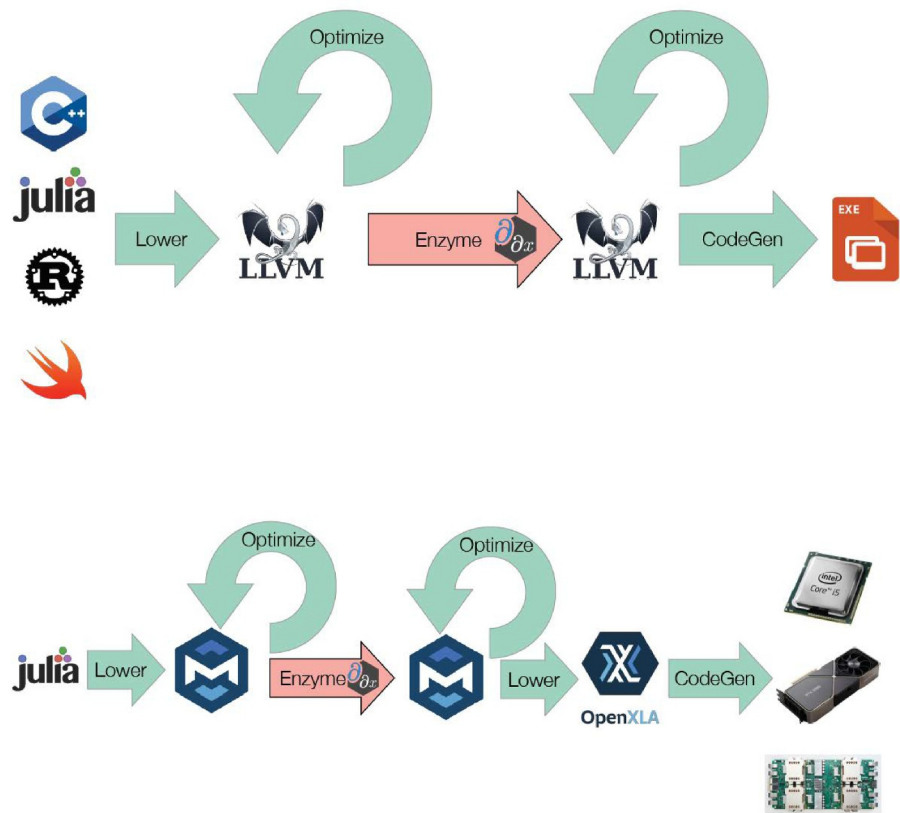 Optimize
Optimize
C++
julia
Lower
LLVM
Enzyme ∂ ∂x
LLVM
CodeGen
EXE
R
Optimize
Optimize
julia
Lower
M
Enzyme ∂ ∂x
M
Lower
X
OpenXLA
CodeGen
intel
Core i5